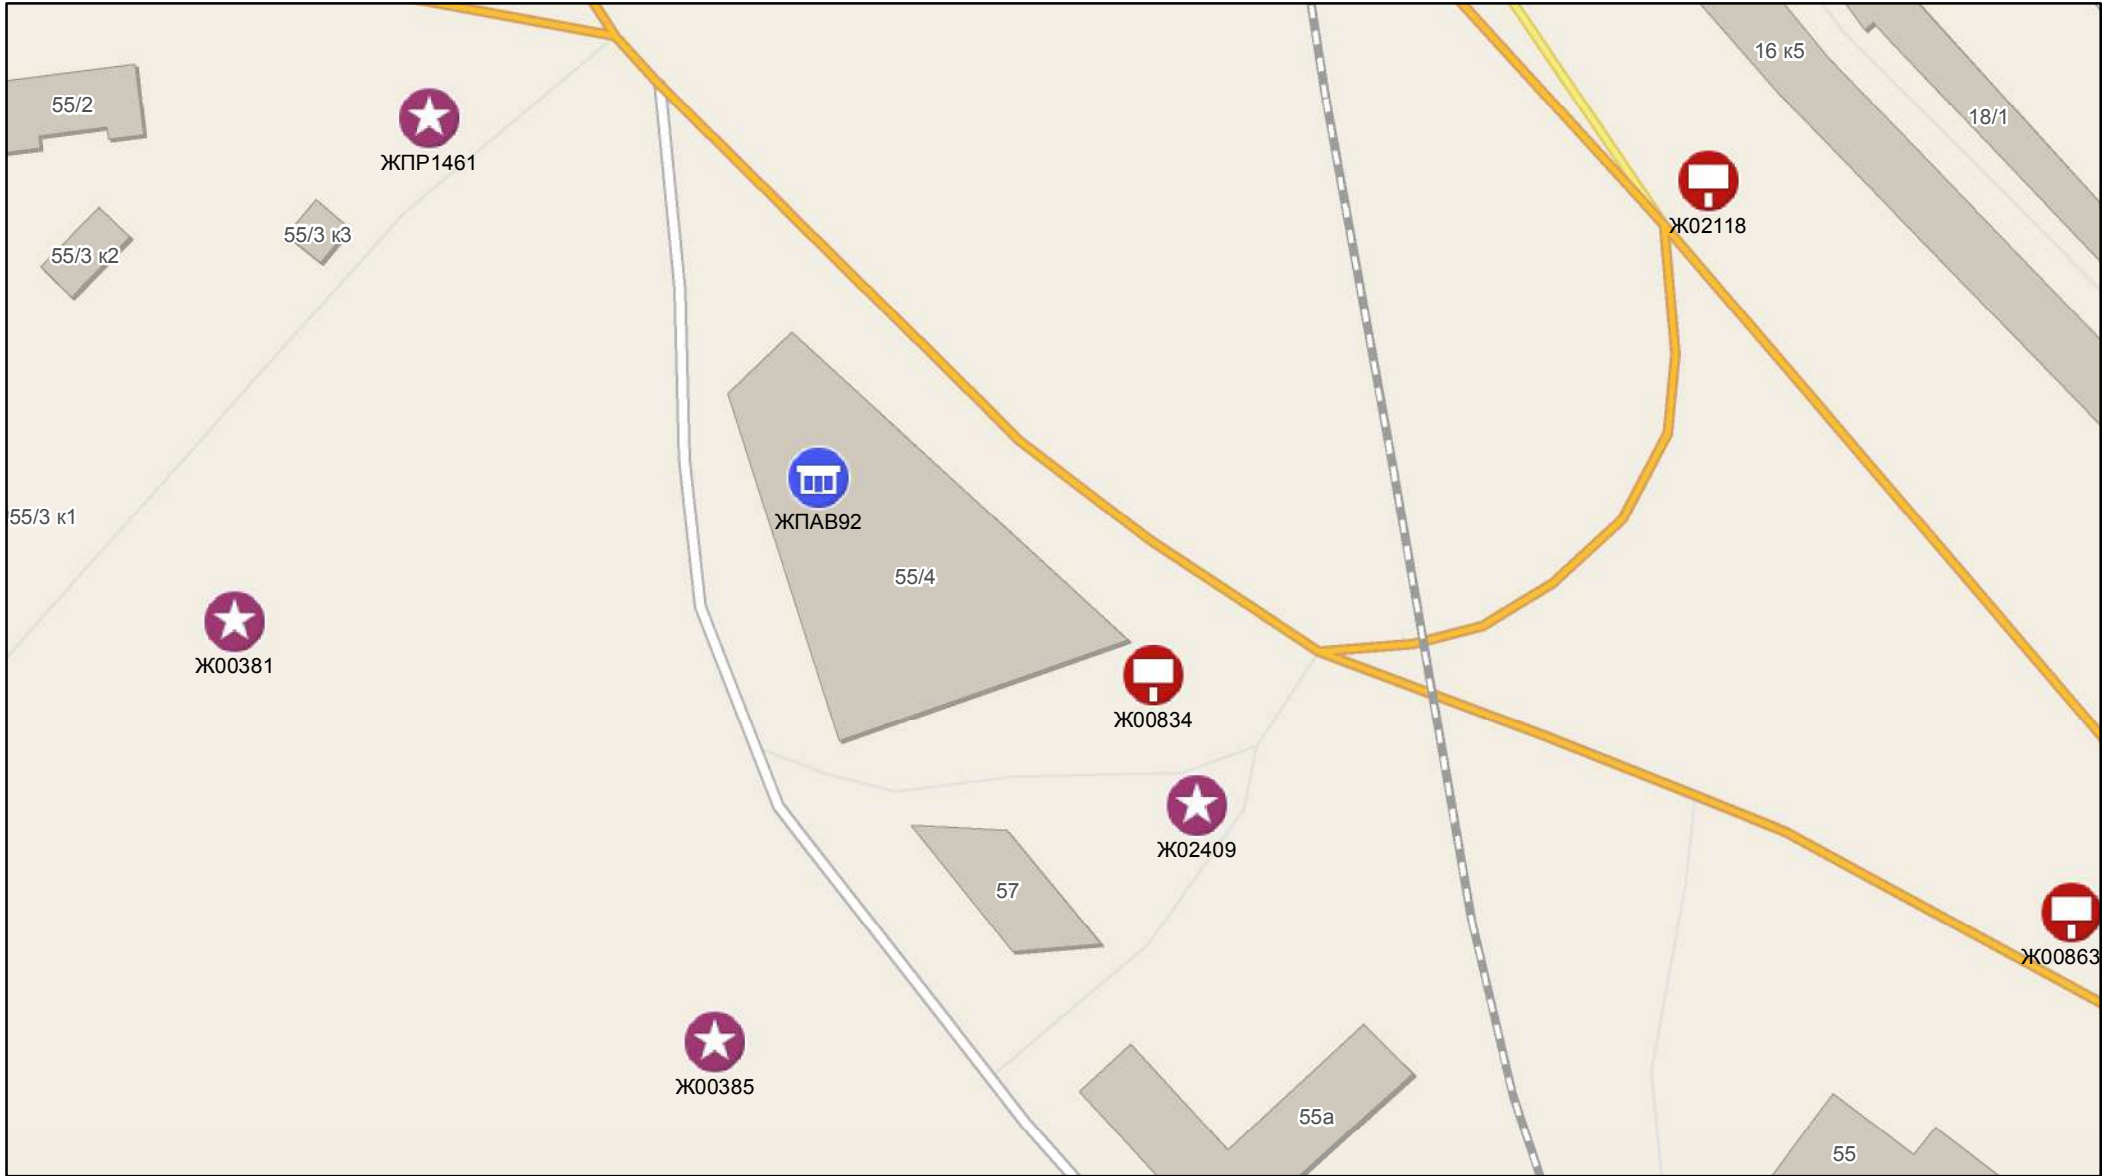 16 к5
55/2
18/1
ЖПР1461
Ж02118
55/3 к3
55/3 к2
55/3 к1
ЖПАВ92
55/4
Ж00381
Ж00834
Ж02409
57
Ж00863
Ж00385
55а
55